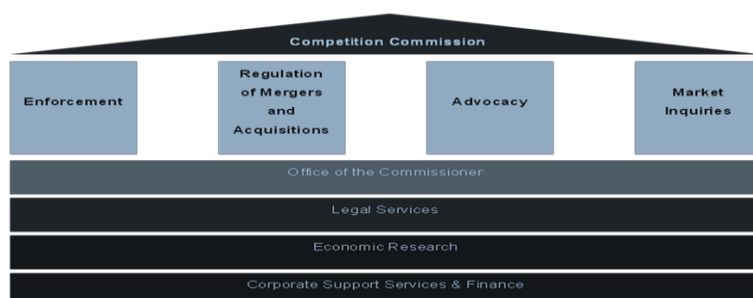 Competition Commission
Enforcement
Regulation
of Mergers
and
Acquisitions
Advocacy
Market
Inquiries
Office of the Commissioner
Legal Services
Economic Research
Corporate Support Services & Finance